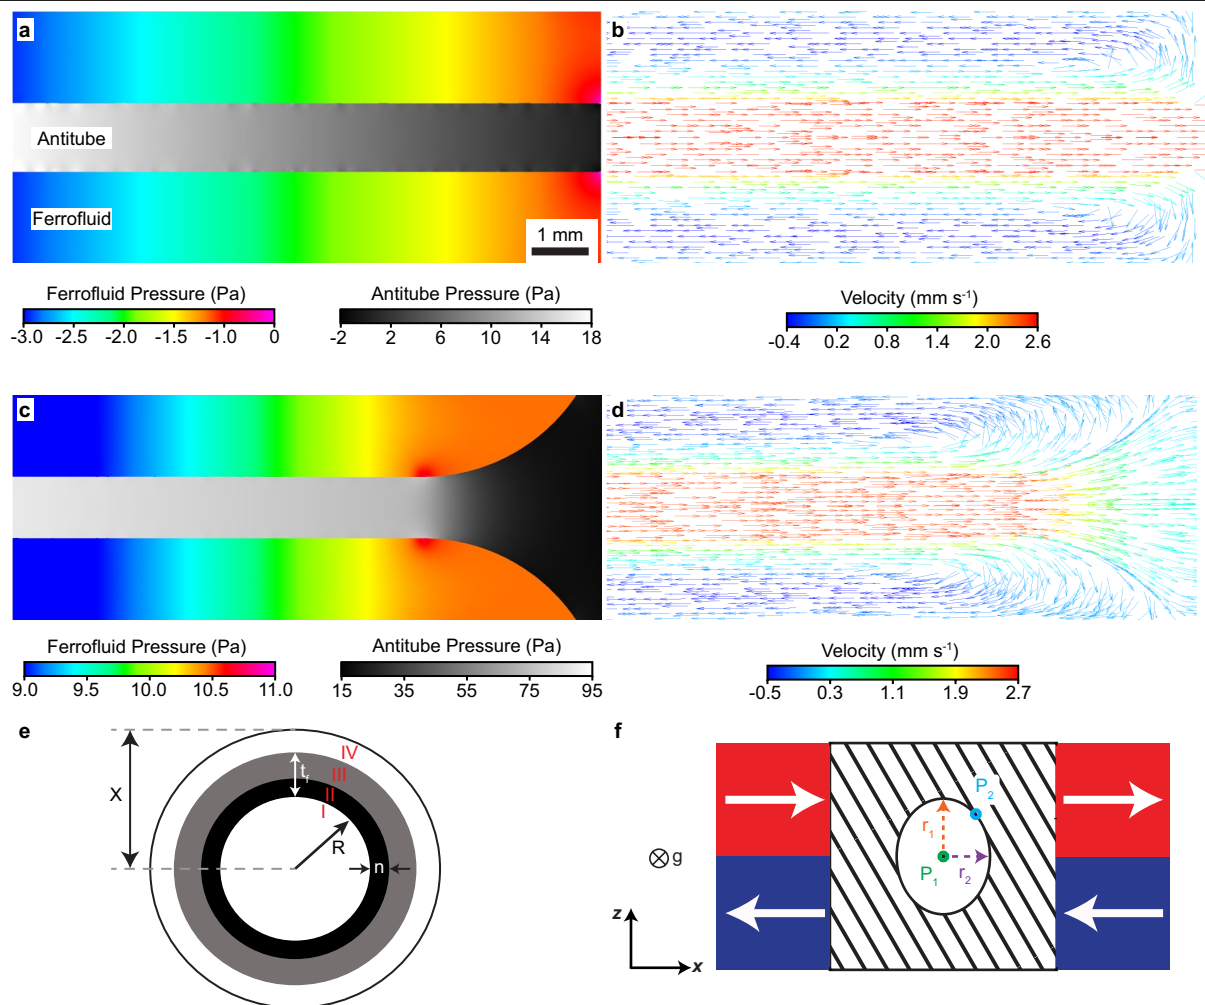 a
Antitube
Ferrofluid
1 mm
b
Ferrofluid Pressure (Pa)
-3.0 -2.5 -2.0 -1.5 -1.0 0
Antitube Pressure (Pa)
-2 2 6 10 14 18
Velocity (mm s⁻¹)
-0.4 0.2 0.8 1.4 2.0 2.6
c
d
Ferrofluid Pressure (Pa)
9.0 9.5 10.0 10.5 11.0
Antitube Pressure (Pa)
15 35 55 75 95
Velocity (mm s⁻¹)
-0.5 0.3 1.1 1.9 2.7
e
X
IV
III
II
I
t_f
R
n
f
P₂
r₁
P₁
r₂
g
z
x